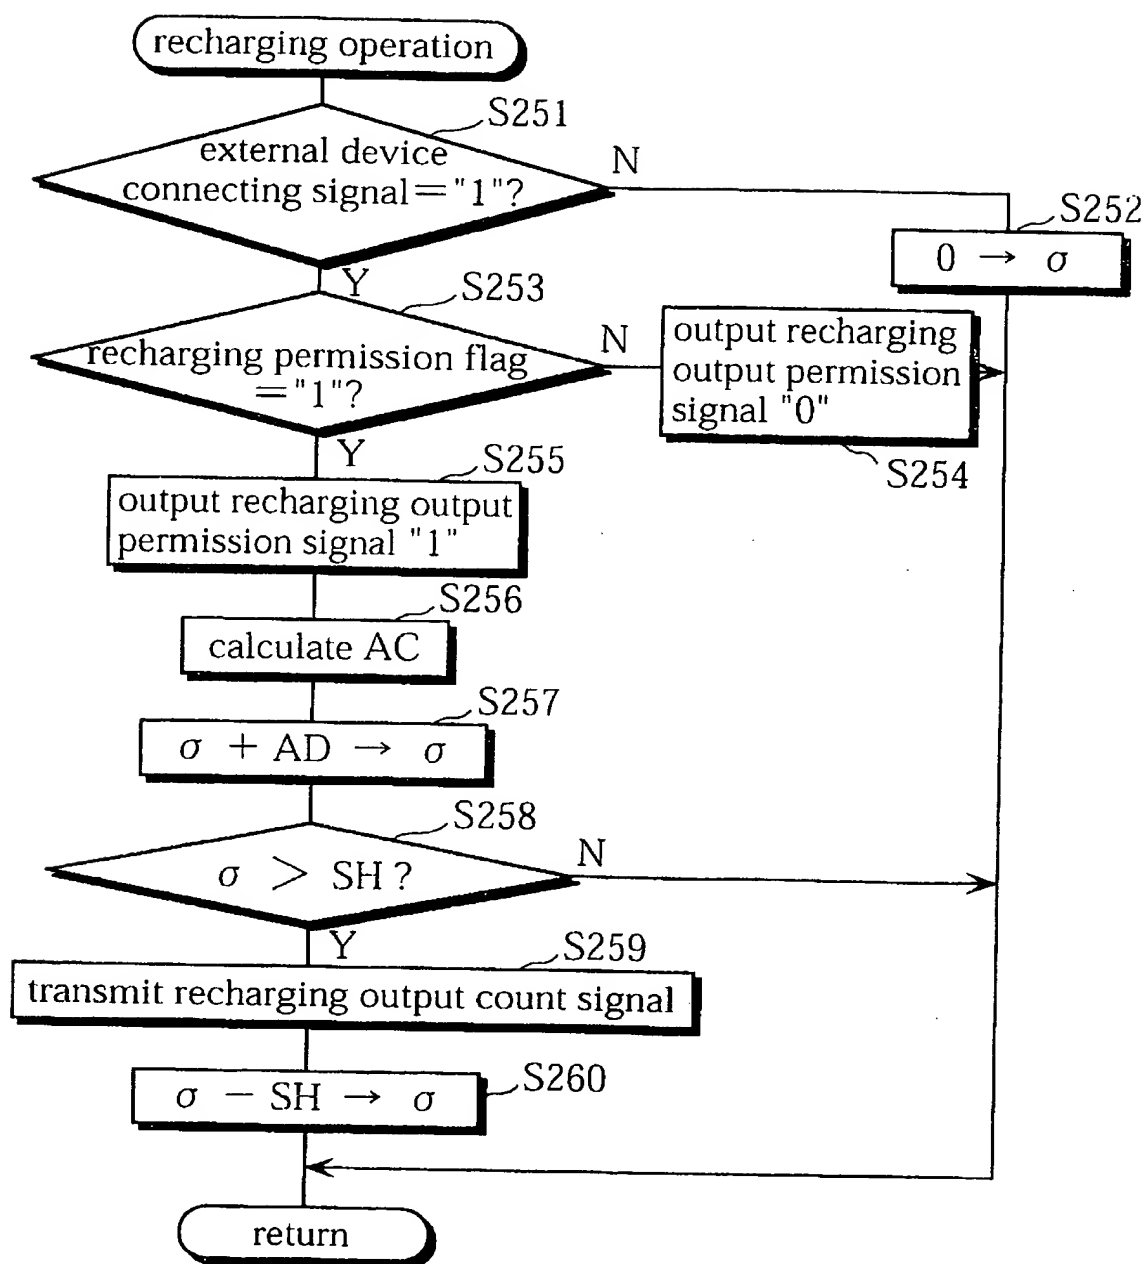 recharging operation
S251
external device
connecting signal＝"1"?
N
S252
0 → σ
Y
S253
recharging permission flag
＝"1"?
N
output recharging
output permission
signal "0"
S254
Y
S255
output recharging output
permission signal "1"
S256
calculate AC
S257
σ + AD → σ
S258
σ > SH?
N
Y
S259
transmit recharging output count signal
S260
σ − SH → σ
return